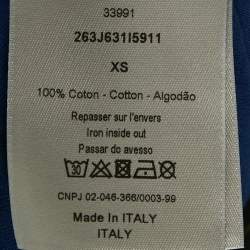 33991
263J631I5911
XS
100% Coton - Cotton - Algodão
Repasser sur l'envers
Iron inside out
Passar do avesso
30
CNPJ 02-046-366/0003-99
Made In ITALY
ITALY